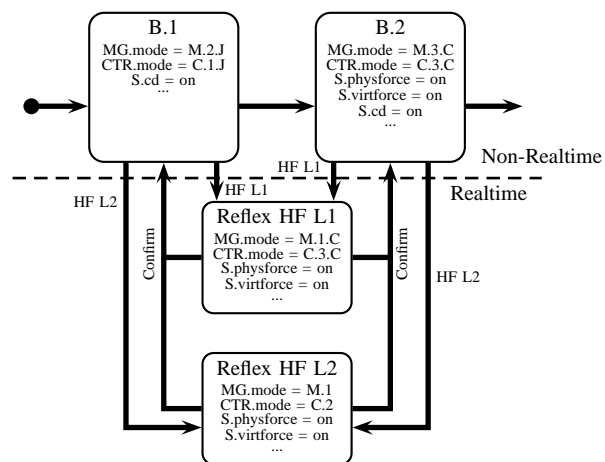 B.1
MG.mode = M.2.J
CTR.mode = C.1.J
S.cd = on
...
B.2
MG.mode = M.3.C
CTR.mode = C.3.C
S.physforce = on
S.virtforce = on
S.cd = on
...
Non-Realtime
Realtime
HF L2
HF L1
HF L1
HF L2
Confirm
Confirm
Reflex HF L1
MG.mode = M.1.C
CTR.mode = C.3.C
S.physforce = on
S.virtforce = on
...
Reflex HF L2
MG.mode = M.1
CTR.mode = C.2
S.physforce = on
S.virtforce = on
...